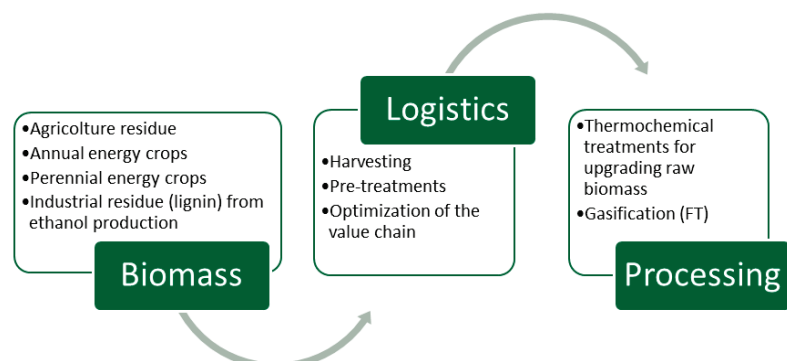 •Agricolture residue
•Annual energy crops
•Perennial energy crops
•Industrial residue (lignin) from
ethanol production
Biomass
Logistics
•Harvesting
•Pre-treatments
•Optimization of the
value chain
•Thermochemical
treatments for
upgrading raw
biomass
•Gasification (FT)
Processing